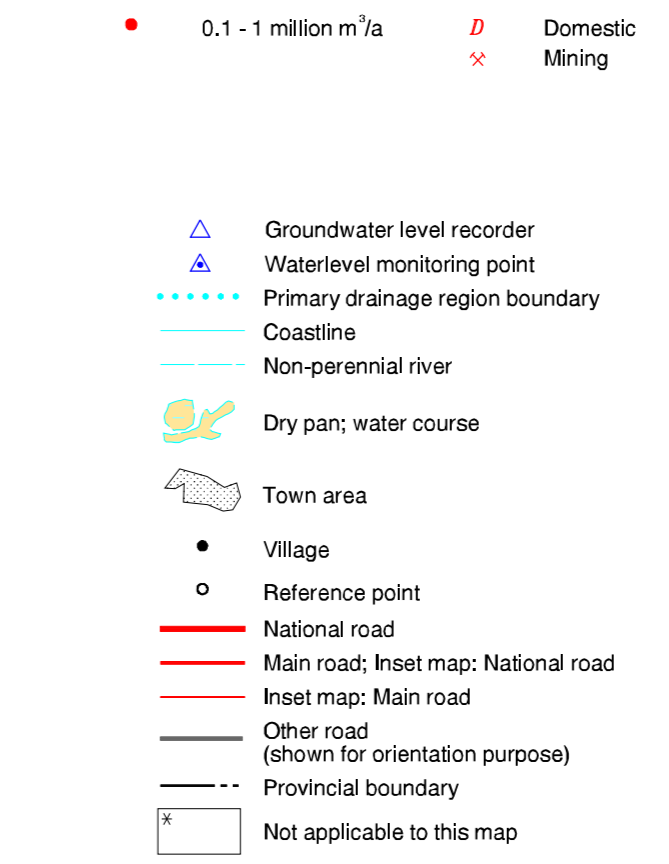 0.1 - 1 million m³/a D Domestic
Mining
Groundwater level recorder
Waterlevel monitoring point
Primary drainage region boundary
Coastline
Non-perennial river
Dry pan; water course
Town area
Village
Reference point
National road
Main road; Inset map: National road
Inset map: Main road
Other road
(shown for orientation purpose)
Provincial boundary
* Not applicable to this map